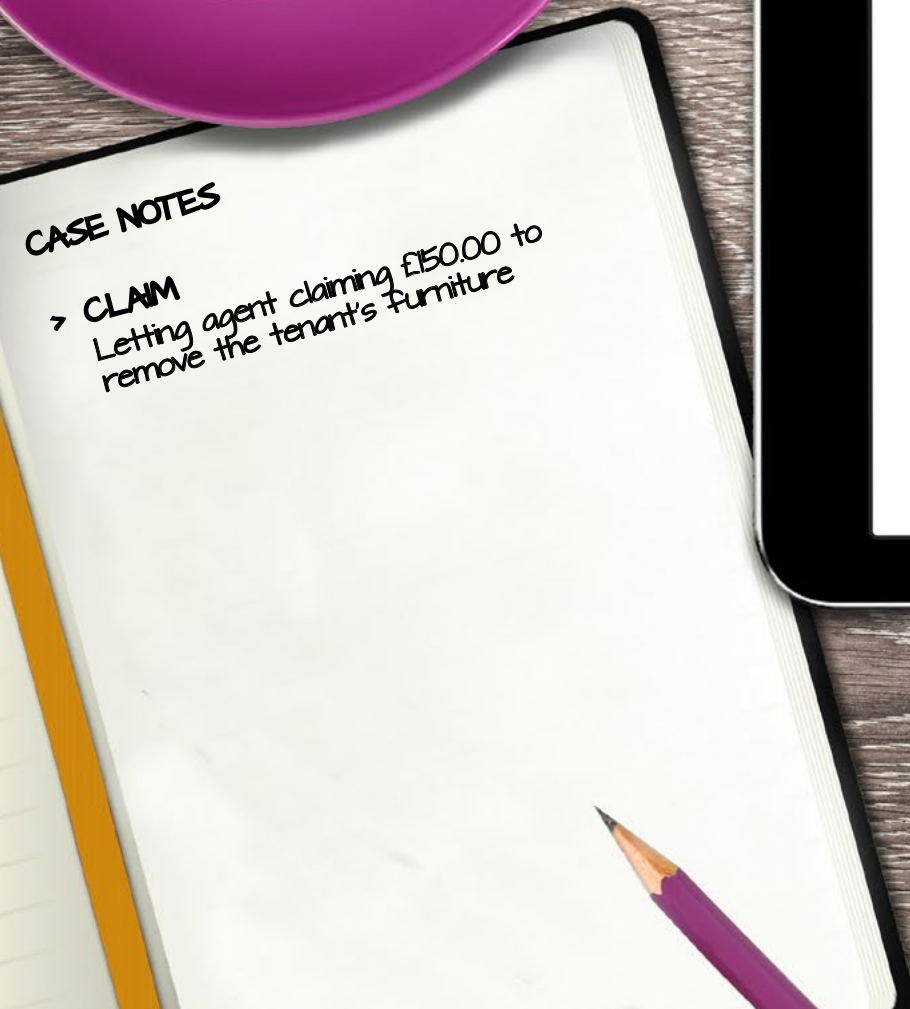 CASE NOTES
> CLAIM
Letting agent claiming £150.00 to
remove the tenant's furniture